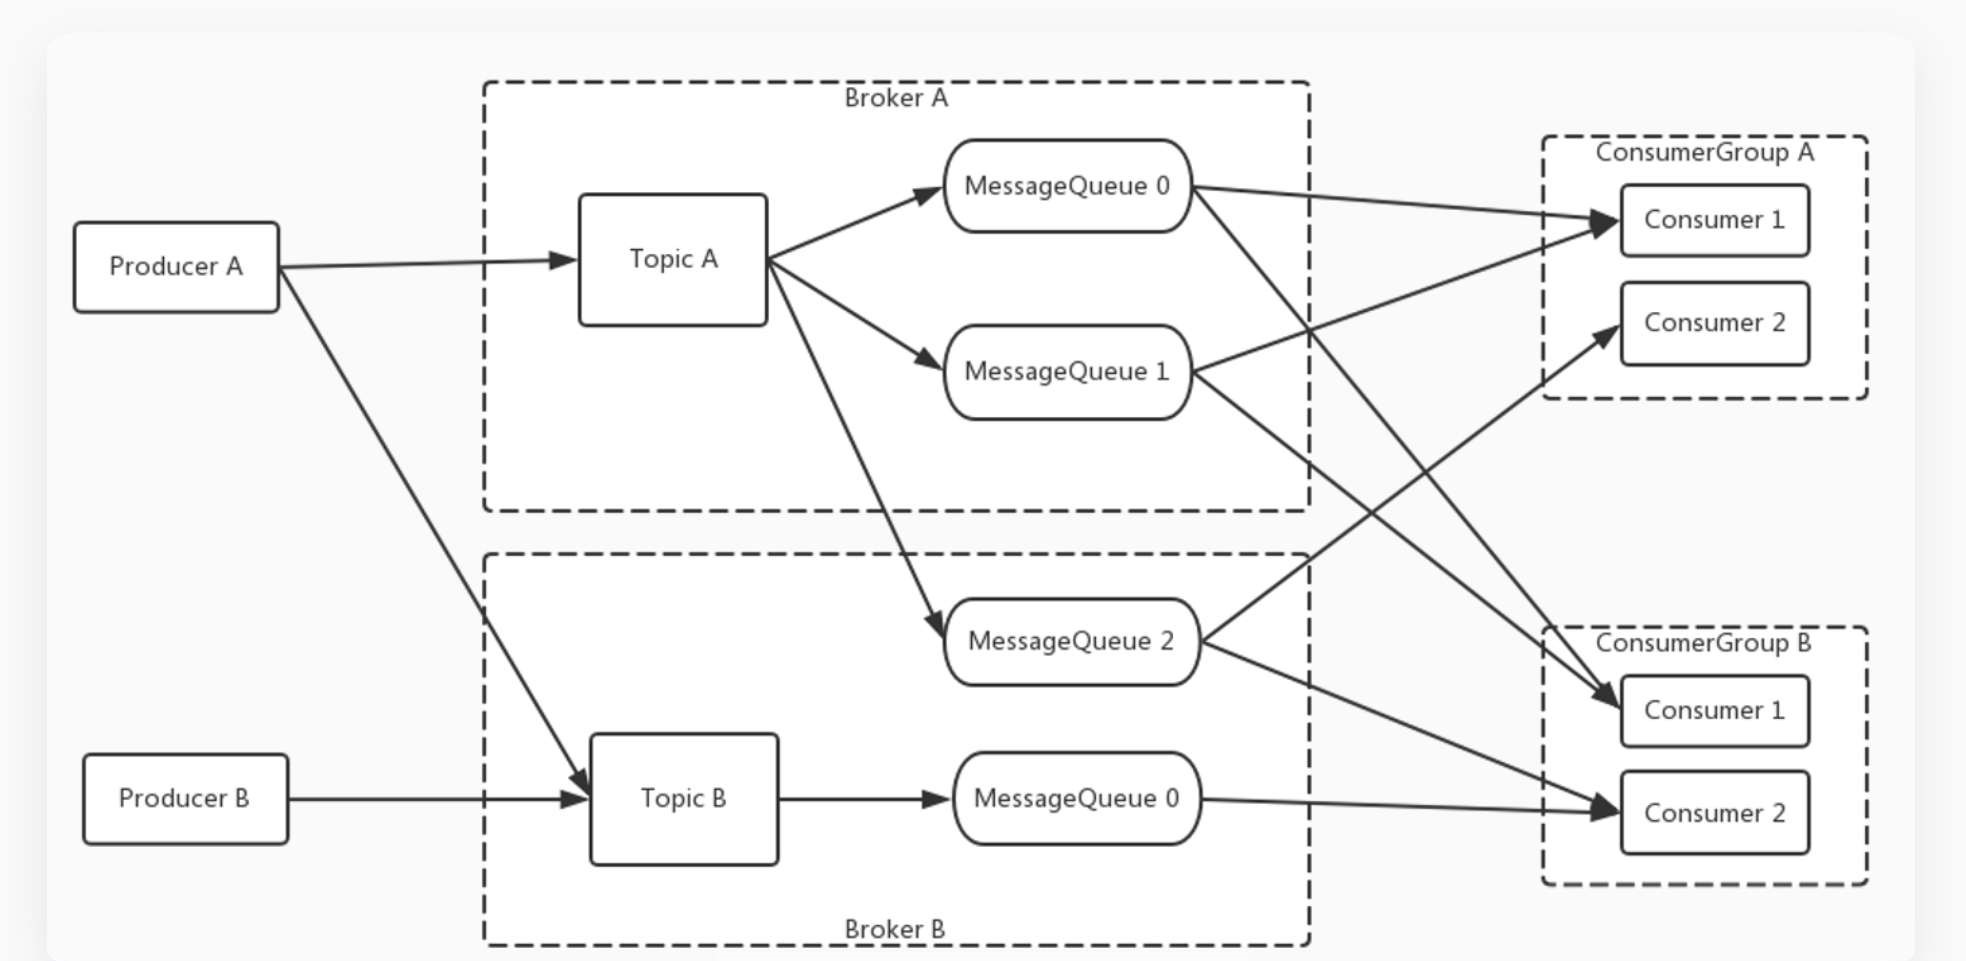 Broker A
MessageQueue 0
ConsumerGroup A
Consumer 1
Producer A
Topic A
Consumer 2
MessageQueue 1
MessageQueue 2
ConsumerGroup B
Consumer 1
Producer B
Topic B
MessageQueue 0
Consumer 2
Broker B